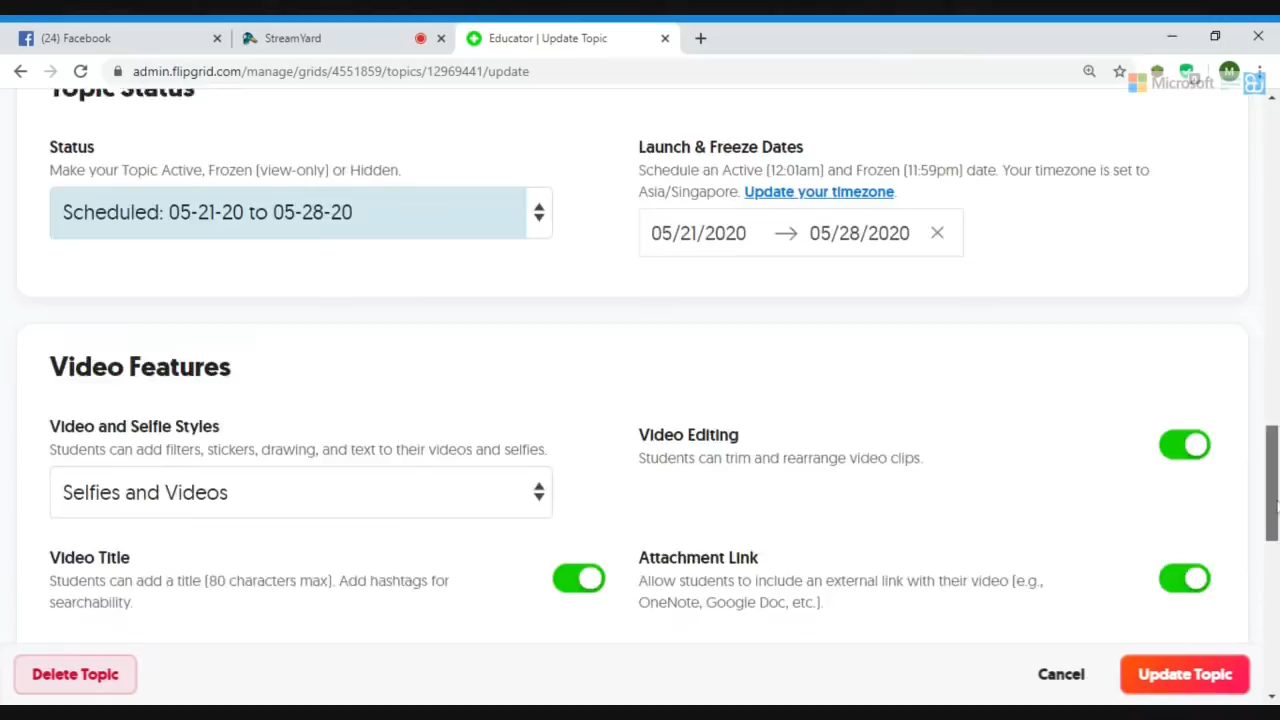 (24) Facebook
StreamYard
Educator | Update Topic
admin.flipgrid.com/manage/grids/4551859/topics/12969441/update
M
Microsoft
Topic Status
Status
Make your Topic Active, Frozen (view-only) or Hidden.
Scheduled: 05-21-20 to 05-28-20
Launch & Freeze Dates
Schedule an Active (12:01am) and Frozen (11:59pm) date. Your timezone is set to
Asia/Singapore. Update your timezone.
05/21/2020 → 05/28/2020
Video Features
Video and Selfie Styles
Students can add filters, stickers, drawing, and text to their videos and selfies.
Selfies and Videos
Video Editing
Students can trim and rearrange video clips.
Video Title
Students can add a title (80 characters max). Add hashtags for
searchability.
Attachment Link
Allow students to include an external link with their video (e.g.,
OneNote, Google Doc, etc.).
Delete Topic
Cancel
Update Topic